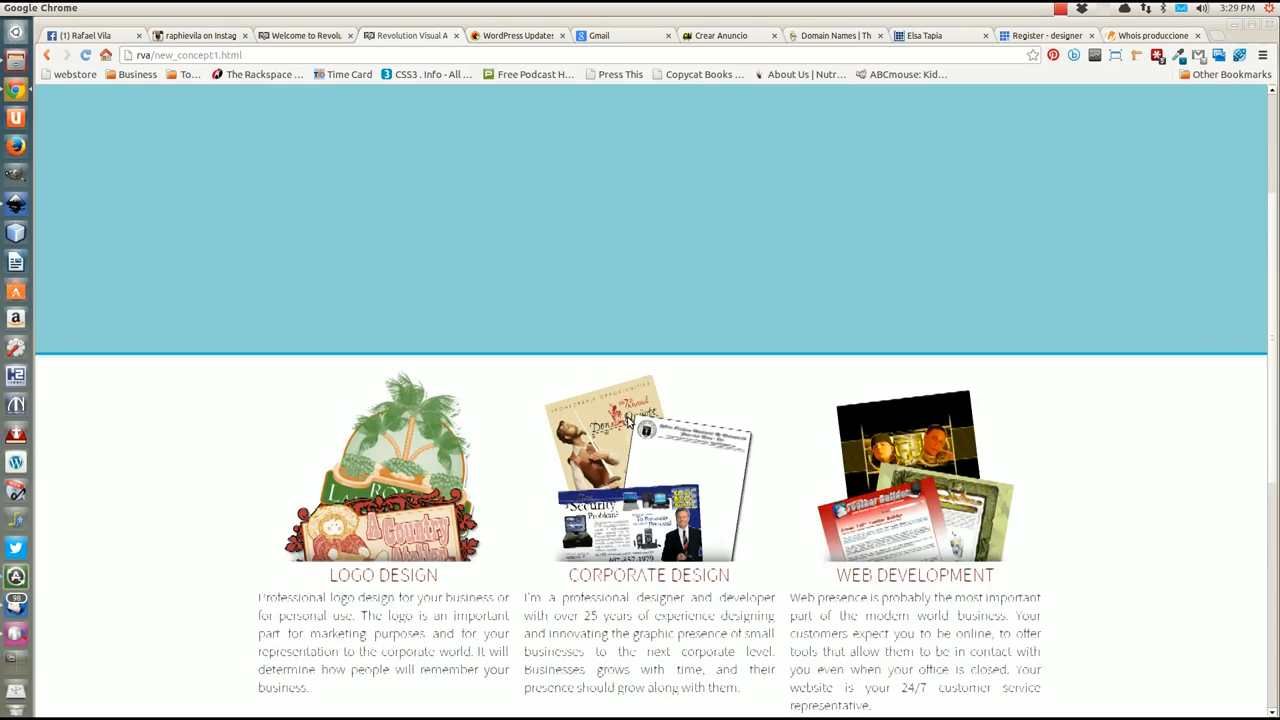 Google Chrome
3:29 PM
(1) Rafael Vila
raphievila on Instag
Welcome to Revolu
Revolution Visual A
WordPress Updates
Gmail
Crear Anuncio
Domain Names | Th
Elsa Tapia
Register - designer
Whois produccione
rva/new_concept1.html
webstore
Business
To...
The Rackspace ...
Time Card
CSS3 . Info - All ...
Free Podcast H...
Press This
Copycat Books ...
About Us | Nutr...
ABCmouse: Kid...
Other Bookmarks
SPONSORSHIP OPPORTUNITIES
Security
Problem?
A Country
LOGO DESIGN
Professional logo design for your business or
for personal use. The logo is an important
part for marketing purposes and for your
representation to the corporate world. It will
determine how people will remember your
business.
CORPORATE DESIGN
I'm a professional designer and developer
with over 25 years of experience designing
and innovating the graphic presence of small
businesses to the next corporate level.
Businesses grows with time and their
presence should grow along with them.
WEB DEVELOPMENT
Web presence is probably the most important
part of the modern world business. Your
customers expect you to be online, to offer
tools that allow them to be in contact with
you even when your office is closed. Your
website is your 24/7 customer service
representative.
98